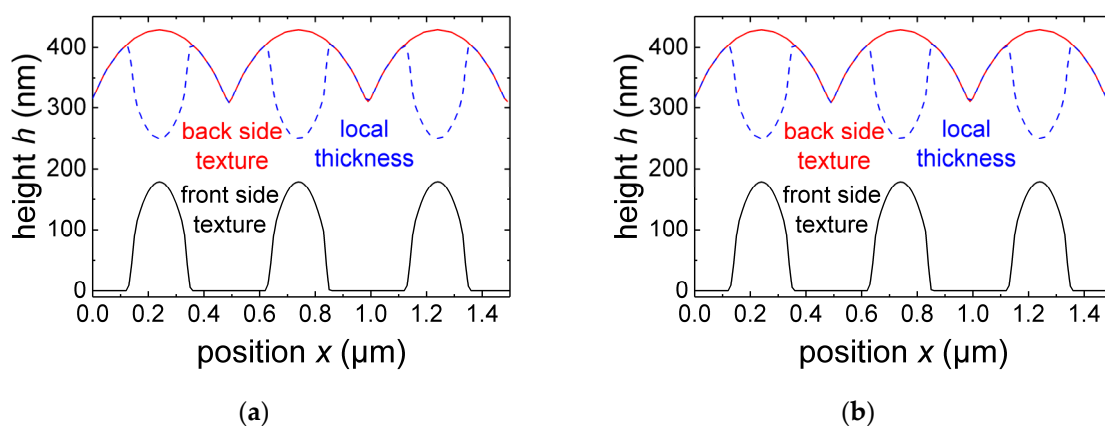 400
300
200
100
0
height h (nm)
back side
texture
local
thickness
front side
texture
0.0 0.2 0.4 0.6 0.8 1.0 1.2 1.4
position x (μm)
(a)
400
300
200
100
0
height h (nm)
back side
texture
local
thickness
front side
texture
0.0 0.2 0.4 0.6 0.8 1.0 1.2 1.4
position x (μm)
(b)